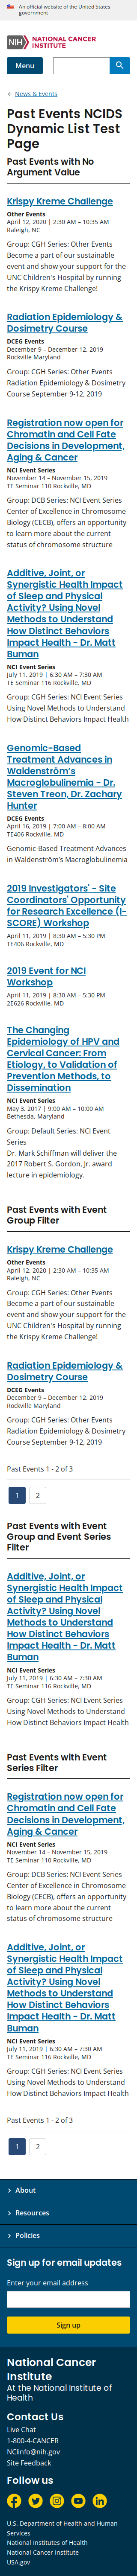 An official website of the United States
government
NIH NATIONAL CANCER
INSTITUTE
Menu
News & Events
Past Events NCIDS
Dynamic List Test
Page
Past Events with No
Argument Value
Krispy Kreme Challenge
Other Events
April 12, 2020 | 2:30 AM – 10:35 AM
Raleigh, NC
Group: CGH Series: Other Events
Become a part of our sustainable
event and show your support for the
UNC Children's Hospital by running
the Krispy Kreme Challenge!
Radiation Epidemiology &
Dosimetry Course
DCEG Events
December 9 – December 12, 2019
Rockville Maryland
Group: CGH Series: Other Events
Radiation Epidemiology & Dosimetry
Course September 9-12, 2019
Registration now open for
Chromatin and Cell Fate
Decisions in Development,
Aging & Cancer
NCI Event Series
November 14 – November 15, 2019
TE Seminar 110 Rockville, MD
Group: DCB Series: NCI Event Series
Center of Excellence in Chromosome
Biology (CECB), offers an opportunity
to learn more about the current
status of chromosome structure
Additive, Joint, or
Synergistic Health Impact
of Sleep and Physical
Activity? Using Novel
Methods to Understand
How Distinct Behaviors
Impact Health - Dr. Matt
Buman
NCI Event Series
July 11, 2019 | 6:30 AM – 7:30 AM
TE Seminar 116 Rockville, MD
Group: CGH Series: NCI Event Series
Using Novel Methods to Understand
How Distinct Behaviors Impact Health
Genomic-Based
Treatment Advances in
Waldenström's
Macroglobulinemia - Dr.
Steven Treon, Dr. Zachary
Hunter
DCEG Events
April 16, 2019 | 7:00 AM – 8:00 AM
TE406 Rockville, MD
Genomic-Based Treatment Advances
in Waldenström's Macroglobulinemia
2019 Investigators' - Site
Coordinators' Opportunity
for Research Excellence (I-
SCORE) Workshop
April 11, 2019 | 8:30 AM – 5:30 PM
TE406 Rockville, MD
2019 Event for NCI
Workshop
April 11, 2019 | 8:30 AM – 5:30 PM
2E626 Rockville, MD
The Changing
Epidemiology of HPV and
Cervical Cancer: From
Etiology, to Validation of
Prevention Methods, to
Dissemination
NCI Event Series
May 3, 2017 | 9:00 AM – 10:00 AM
Bethesda, Maryland
Group: Default Series: NCI Event
Series
Dr. Mark Schiffman will deliver the
2017 Robert S. Gordon, Jr. award
lecture in epidemiology.
Past Events with Event
Group Filter
Krispy Kreme Challenge
Other Events
April 12, 2020 | 2:30 AM – 10:35 AM
Raleigh, NC
Group: CGH Series: Other Events
Become a part of our sustainable
event and show your support for the
UNC Children's Hospital by running
the Krispy Kreme Challenge!
Radiation Epidemiology &
Dosimetry Course
DCEG Events
December 9 – December 12, 2019
Rockville Maryland
Group: CGH Series: Other Events
Radiation Epidemiology & Dosimetry
Course September 9-12, 2019
Past Events 1 - 2 of 3
1 2
Past Events with Event
Group and Event Series
Filter
Additive, Joint, or
Synergistic Health Impact
of Sleep and Physical
Activity? Using Novel
Methods to Understand
How Distinct Behaviors
Impact Health - Dr. Matt
Buman
NCI Event Series
July 11, 2019 | 6:30 AM – 7:30 AM
TE Seminar 116 Rockville, MD
Group: CGH Series: NCI Event Series
Using Novel Methods to Understand
How Distinct Behaviors Impact Health
Past Events with Event
Series Filter
Registration now open for
Chromatin and Cell Fate
Decisions in Development,
Aging & Cancer
NCI Event Series
November 14 – November 15, 2019
TE Seminar 110 Rockville, MD
Group: DCB Series: NCI Event Series
Center of Excellence in Chromosome
Biology (CECB), offers an opportunity
to learn more about the current
status of chromosome structure
Additive, Joint, or
Synergistic Health Impact
of Sleep and Physical
Activity? Using Novel
Methods to Understand
How Distinct Behaviors
Impact Health - Dr. Matt
Buman
NCI Event Series
July 11, 2019 | 6:30 AM – 7:30 AM
TE Seminar 116 Rockville, MD
Group: CGH Series: NCI Event Series
Using Novel Methods to Understand
How Distinct Behaviors Impact Health
Past Events 1 - 2 of 3
1 2
About
Resources
Policies
Sign up for email updates
Enter your email address
Sign up
National Cancer
Institute
At the National Institute of
Health
Contact Us
Live Chat
1-800-4-CANCER
NCIinfo@nih.gov
Site Feedback
Follow us
U.S. Department of Health and Human
Services
National Institutes of Health
National Cancer Institute
USA.gov